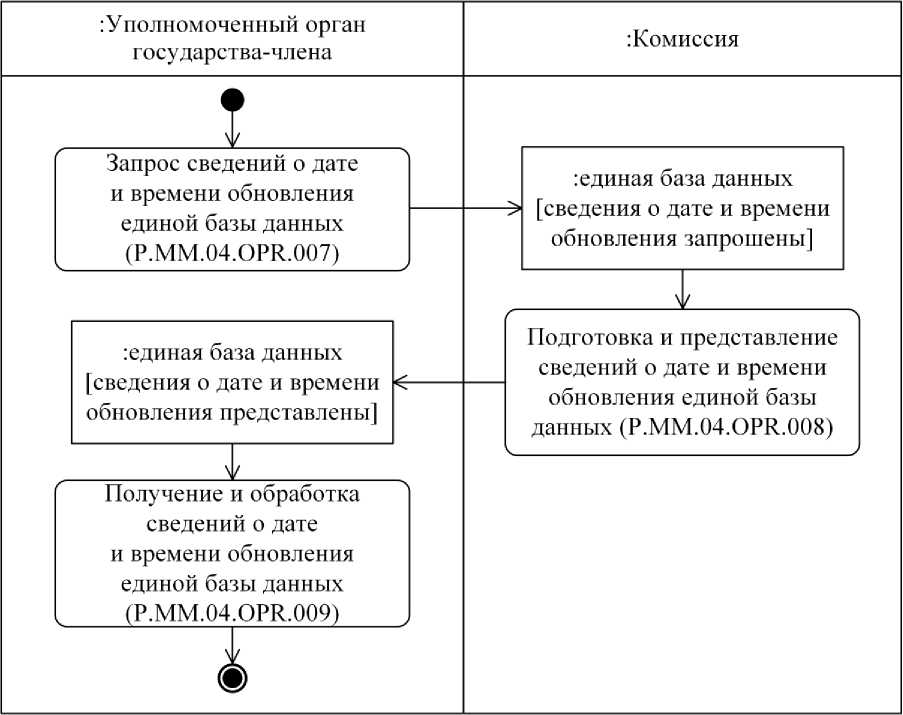 :Уполномоченный орган
государства-члена
:Комиссия
Запрос сведений о дате
и времени обновления
единой базы данных
(P.MM.04.OPR.007)
:единая база данных
[сведения о дате и времени
обновления запрошены]
Подготовка и представление
сведений о дате и времени
обновления единой базы
данных (P.MM.04.OPR.008)
:единая база данных
[сведения о дате и времени
обновления представлены]
Получение и обработка
сведений о дате
и времени обновления
единой базы данных
(P.MM.04.OPR.009)